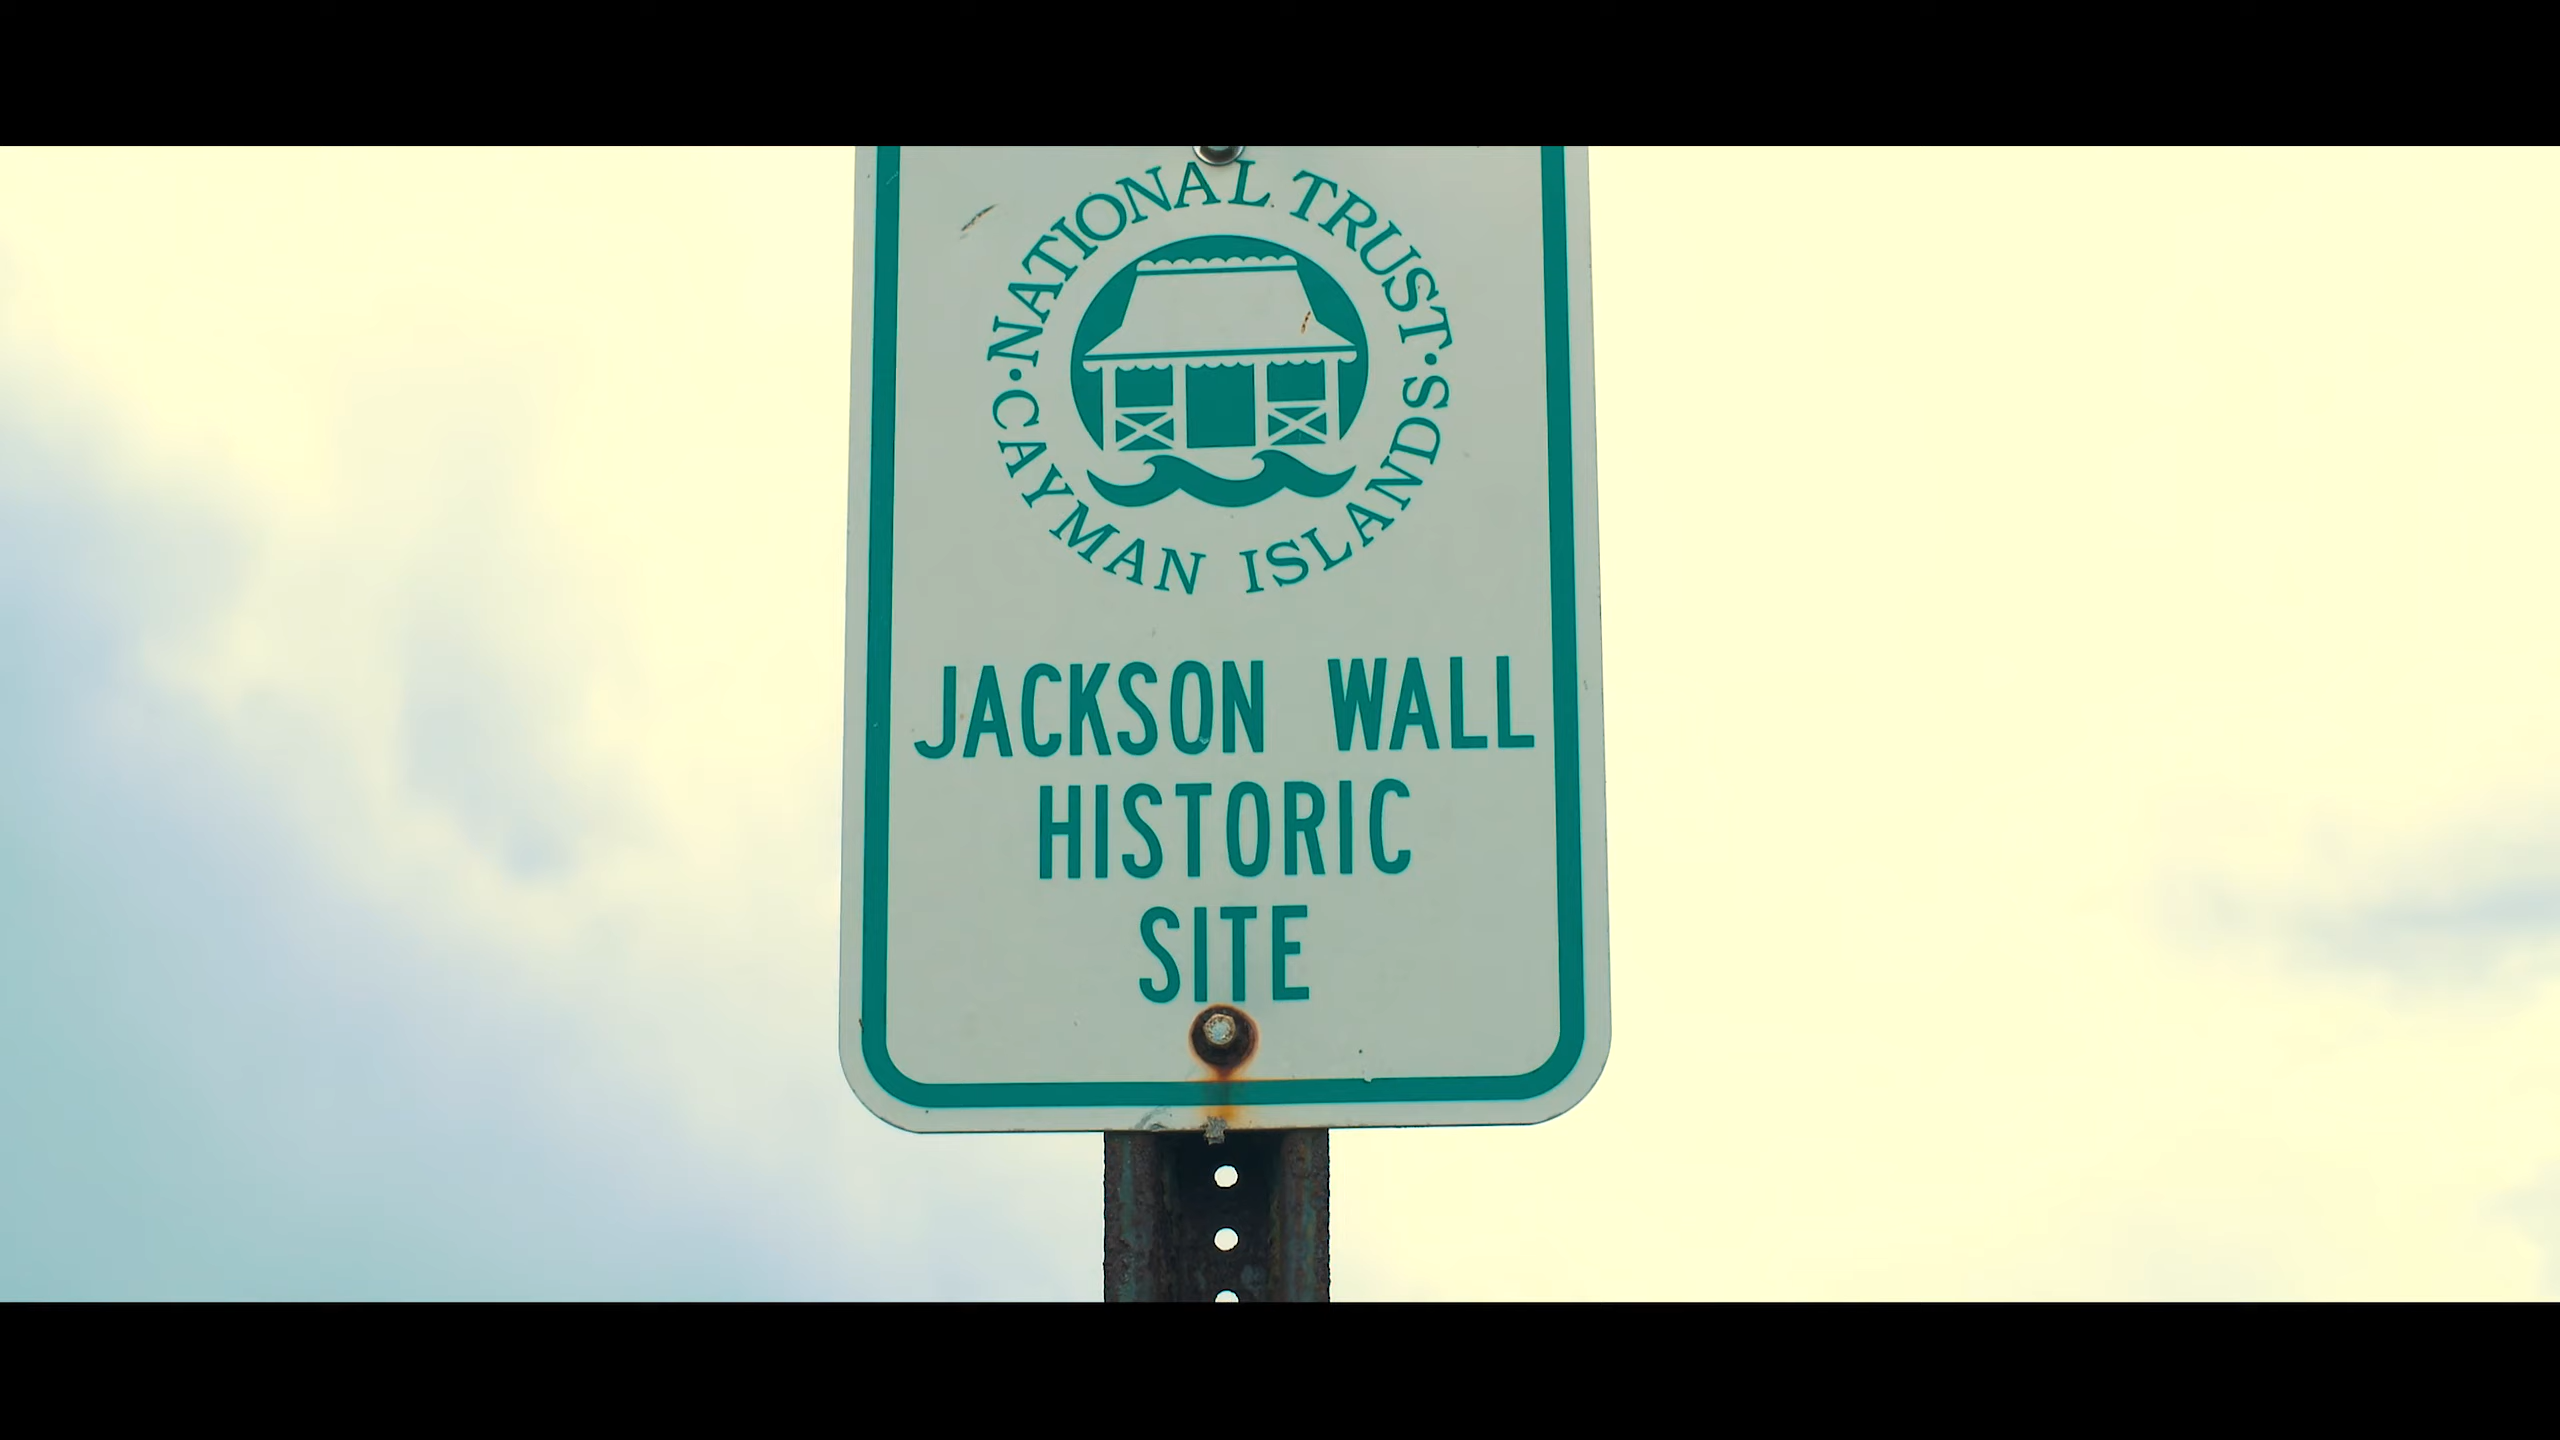 ·NATIONAL TRUST·
CAYMAN ISLANDS
JACKSON WALL
HISTORIC
SITE